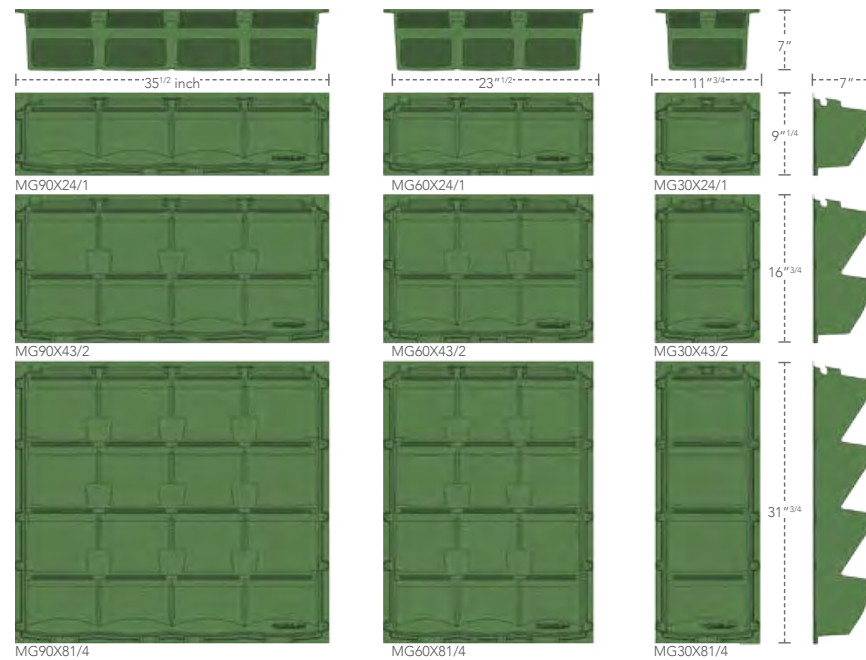 7"
35 1/2 inch
23" 1/2
11" 3/4
7"
9" 1/4
MG90X24/1
MG60X24/1
MG30X24/1
16" 3/4
MG90X43/2
MG60X43/2
MG30X43/2
31" 3/4
MG90X81/4
MG60X81/4
MG30X81/4